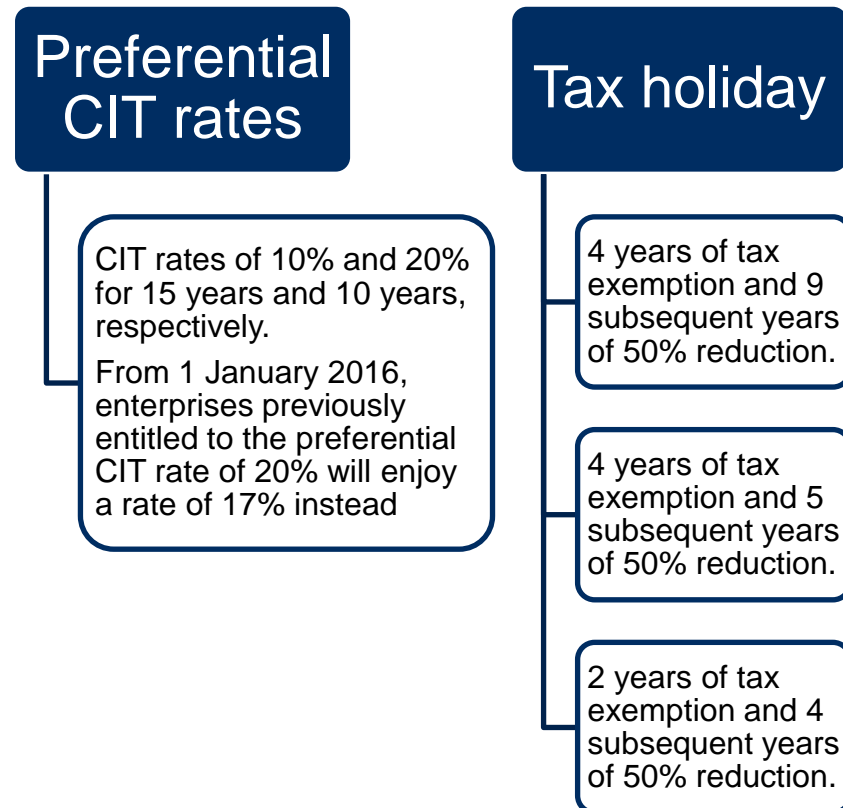 Preferential
CIT rates
CIT rates of 10% and 20%
for 15 years and 10 years,
respectively.
From 1 January 2016,
enterprises previously
entitled to the preferential
CIT rate of 20% will enjoy
a rate of 17% instead
Tax holiday
4 years of tax
exemption and 9
subsequent years
of 50% reduction.
4 years of tax
exemption and 5
subsequent years
of 50% reduction.
2 years of tax
exemption and 4
subsequent years
of 50% reduction.